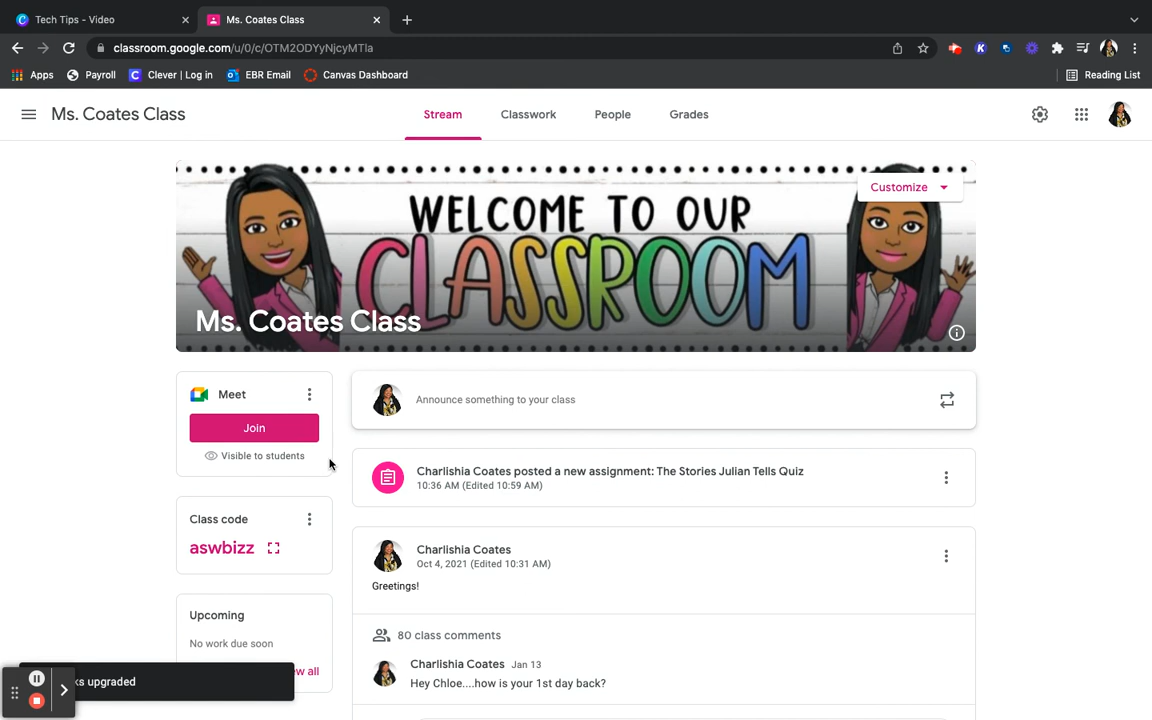 Tech Tips - Video
Ms. Coates Class
classroom.google.com/u/0/c/OTM2ODYyNjcyMTIa
K
Apps
Payroll
Clever | Log in
EBR Email
Canvas Dashboard
Reading List
Ms. Coates Class
Stream
Classwork
People
Grades
Customize
WELCOME TO OUR
CLASSROOM
Ms. Coates Class
Meet
Join
Visible to students
Class code
aswbizz
Upcoming
No work due soon
ew all
ks upgraded
Announce something to your class
Charlishia Coates posted a new assignment: The Stories Julian Tells Quiz
10:36 AM (Edited 10:59 AM)
Charlishia Coates
Oct 4, 2021 (Edited 10:31 AM)
Greetings!
80 class comments
Charlishia Coates Jan 13
Hey Chloe....how is your 1st day back?